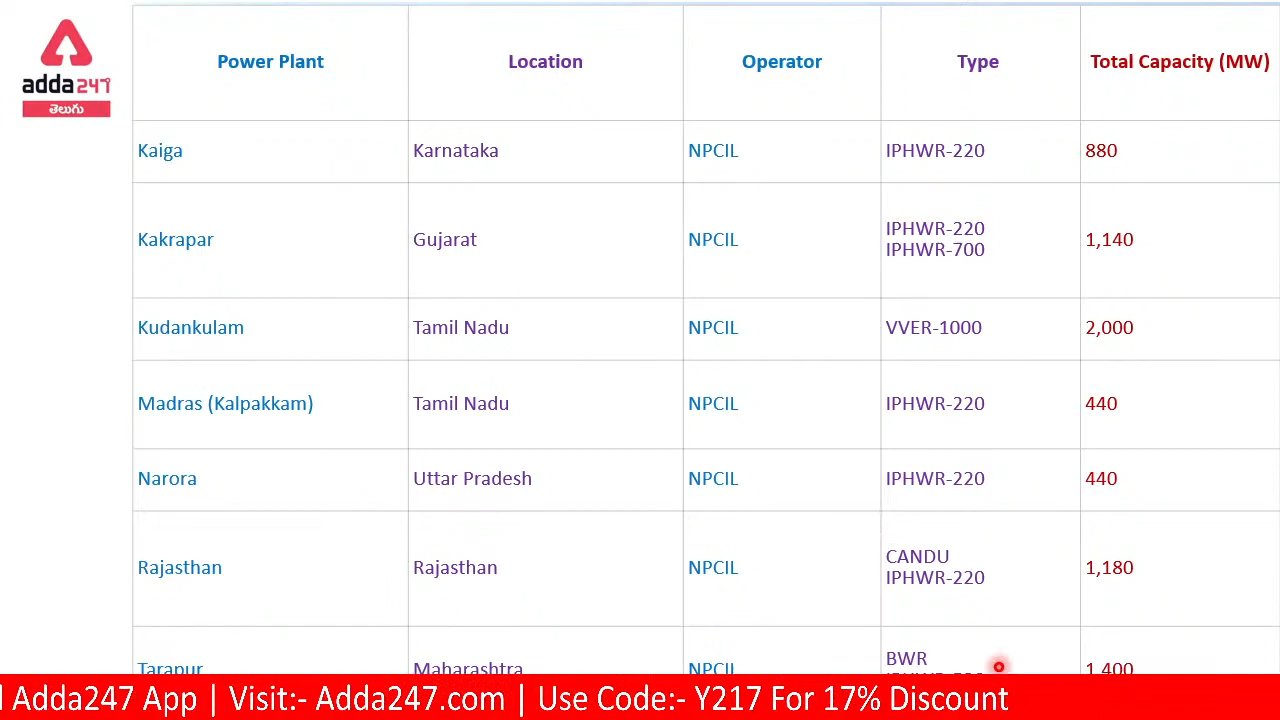 adda247
తెలుగు
Power Plant Location Operator Type Total Capacity (MW)
Kaiga Karnataka NPCIL IPHWR-220 880
Kakrapar Gujarat NPCIL IPHWR-220 1,140
IPHWR-700
Kudankulam Tamil Nadu NPCIL VVER-1000 2,000
Madras (Kalpakkam) Tamil Nadu NPCIL IPHWR-220 440
Narora Uttar Pradesh NPCIL IPHWR-220 440
Rajasthan Rajasthan NPCIL CANDU 1,180
IPHWR-220
Tarapur Maharashtra NPCIL BWR 1,400
Adda247 App | Visit:- Adda247.com | Use Code:- Y217 For 17% Discount